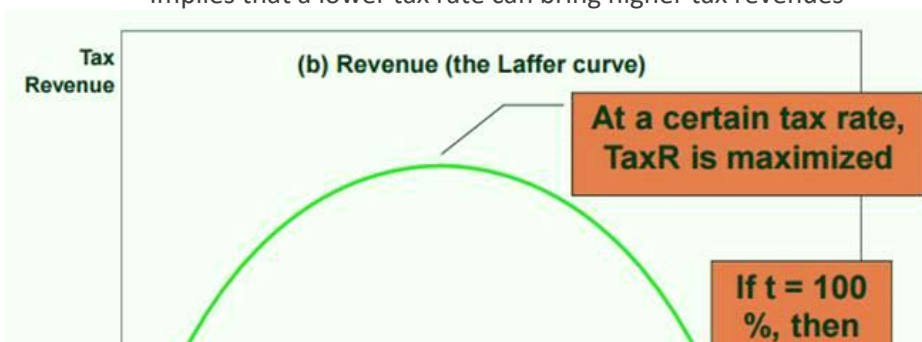 implies that a lower tax rate can bring higher tax revenues
Tax
Revenue
(b) Revenue (the Laffer curve)
At a certain tax rate,
TaxR is maximized
If t = 100
%, then